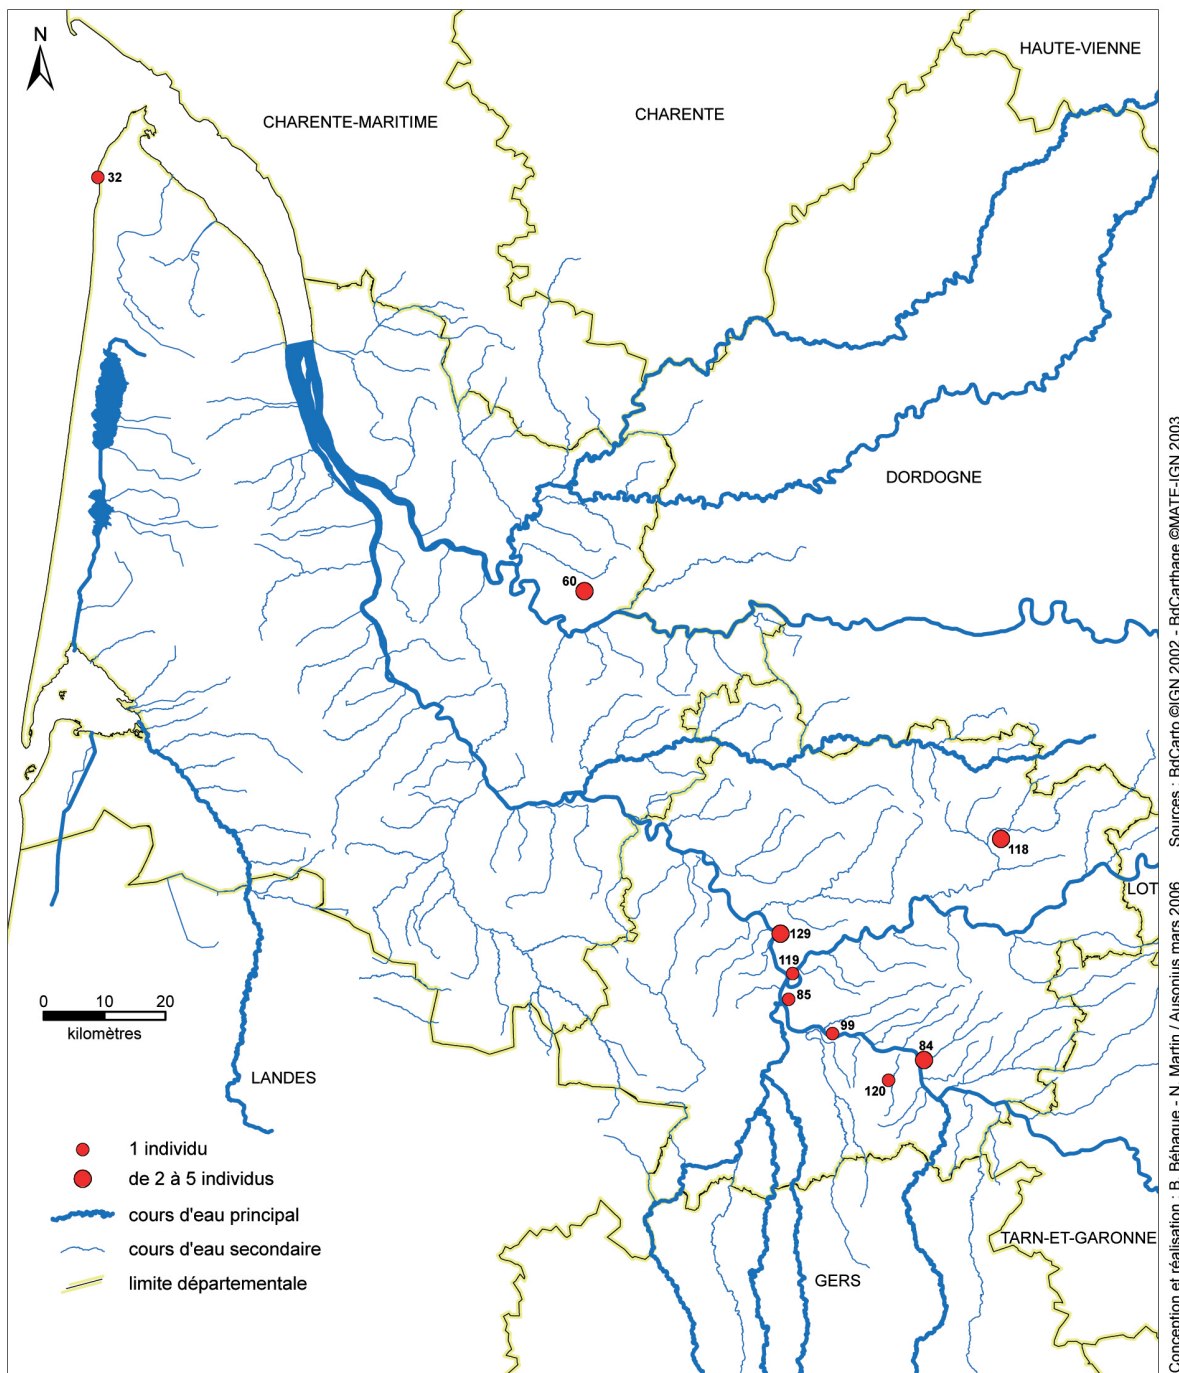 N
HAUTE-VIENNE
CHARENTE-MARITIME
CHARENTE
32
DORDOGNE
60
118
LOT
129
119
85
99
84
120
0 10 20
kilomètres
LANDES
1 individu
de 2 à 5 individus
cours d'eau principal
cours d'eau secondaire
limite départementale
TARN-ET-GARONNE
GERS
Conception et réalisation : B. Béhague - N. Martin / Ausonius mars 2006 Sources : BdCarto ©IGN 2002 - BdCarthage ©MATE-IGN 2003